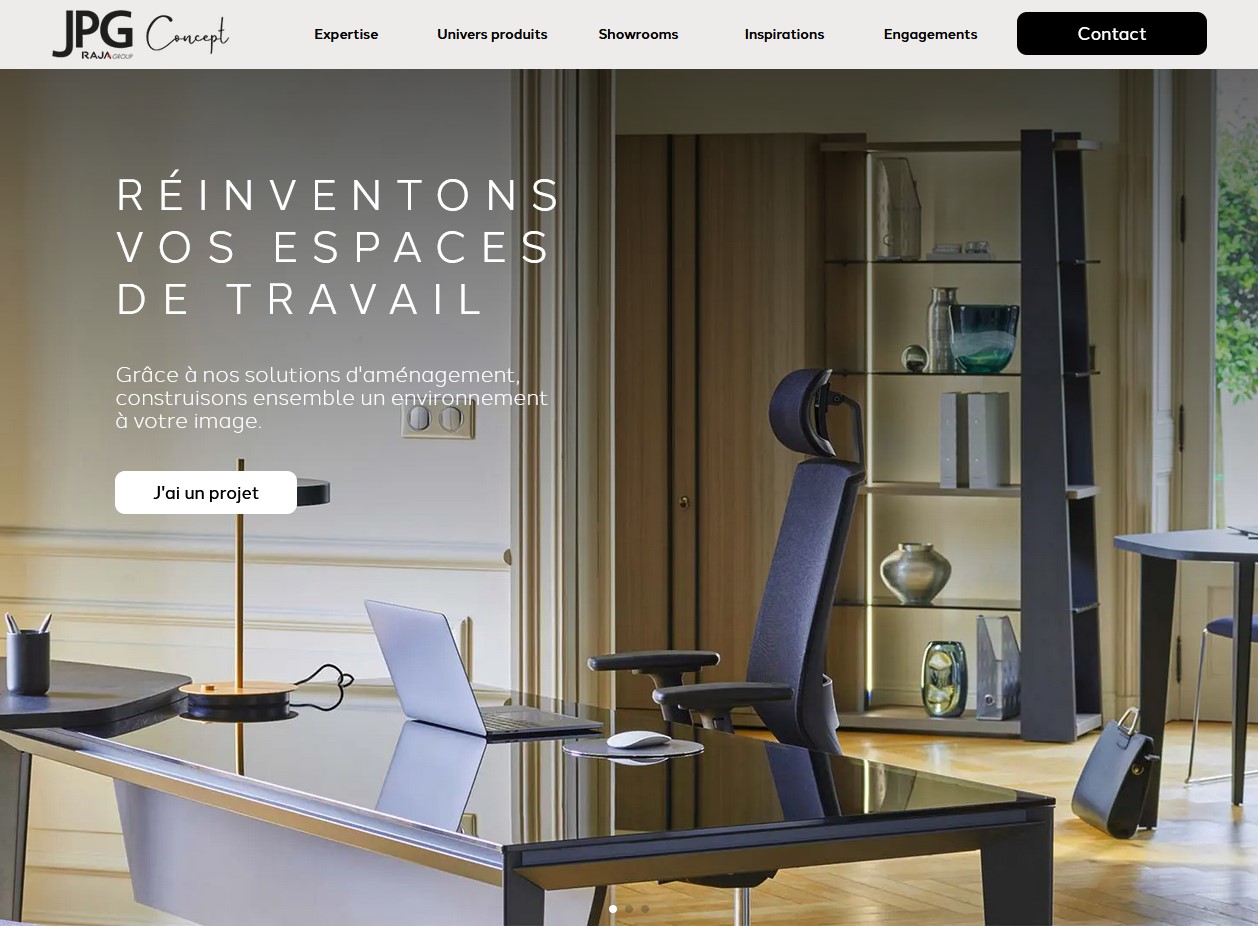 JPG Concept
RAJA GROUP
Expertise
Univers produits
Showrooms
Inspirations
Engagements
Contact
RÉINVENTONS
VOS ESPACES
DE TRAVAIL
Grâce à nos solutions d'aménagement,
construisons ensemble un environnement
à votre image.
J'ai un projet